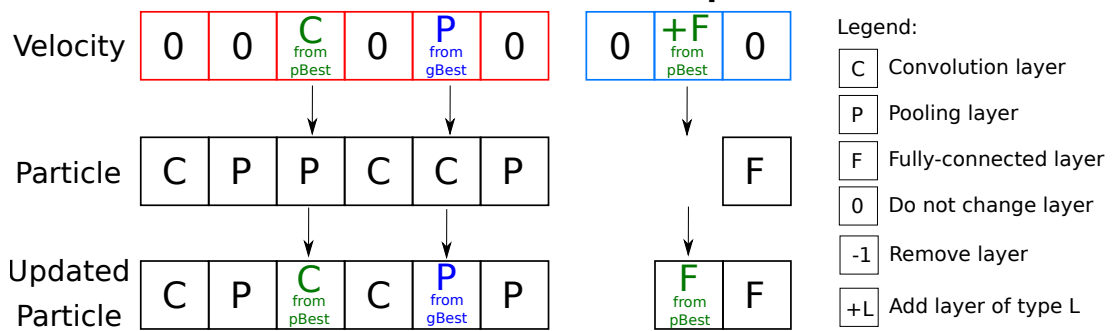 Velocity 0 0 C from pBest 0 P from gBest 0 0 +F from pBest 0
Particle C P P C C P F
Updated Particle C P C from pBest C P from gBest P F from pBest F
Legend:
C Convolution layer
P Pooling layer
F Fully-connected layer
0 Do not change layer
-1 Remove layer
+L Add layer of type L